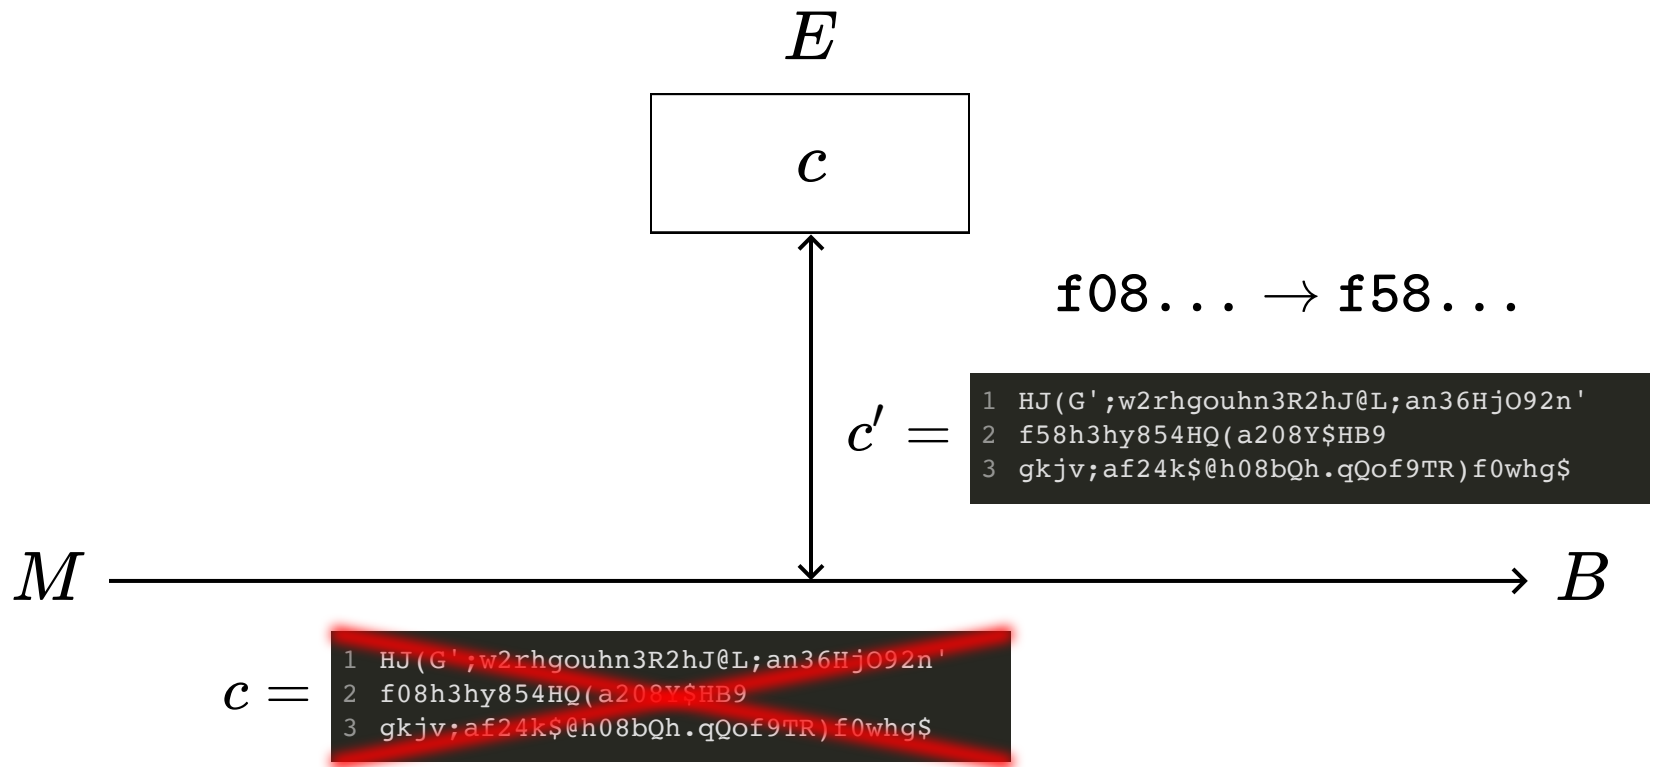 E
c
f08... → f58...
c′ =
1 HJ(G';w2rhgouhn3R2hJ@L;an36HjO92n'
2 f58h3hy854HQ(a208Y$HB9
3 gkjv;af24k$@h08bQh.qQof9TR)f0whg$
M
B
c =
1 HJ(G';w2rhgouhn3R2hJ@L;an36HjO92n'
2 f08h3hy854HQ(a208Y$HB9
3 gkjv;af24k$@h08bQh.qQof9TR)f0whg$